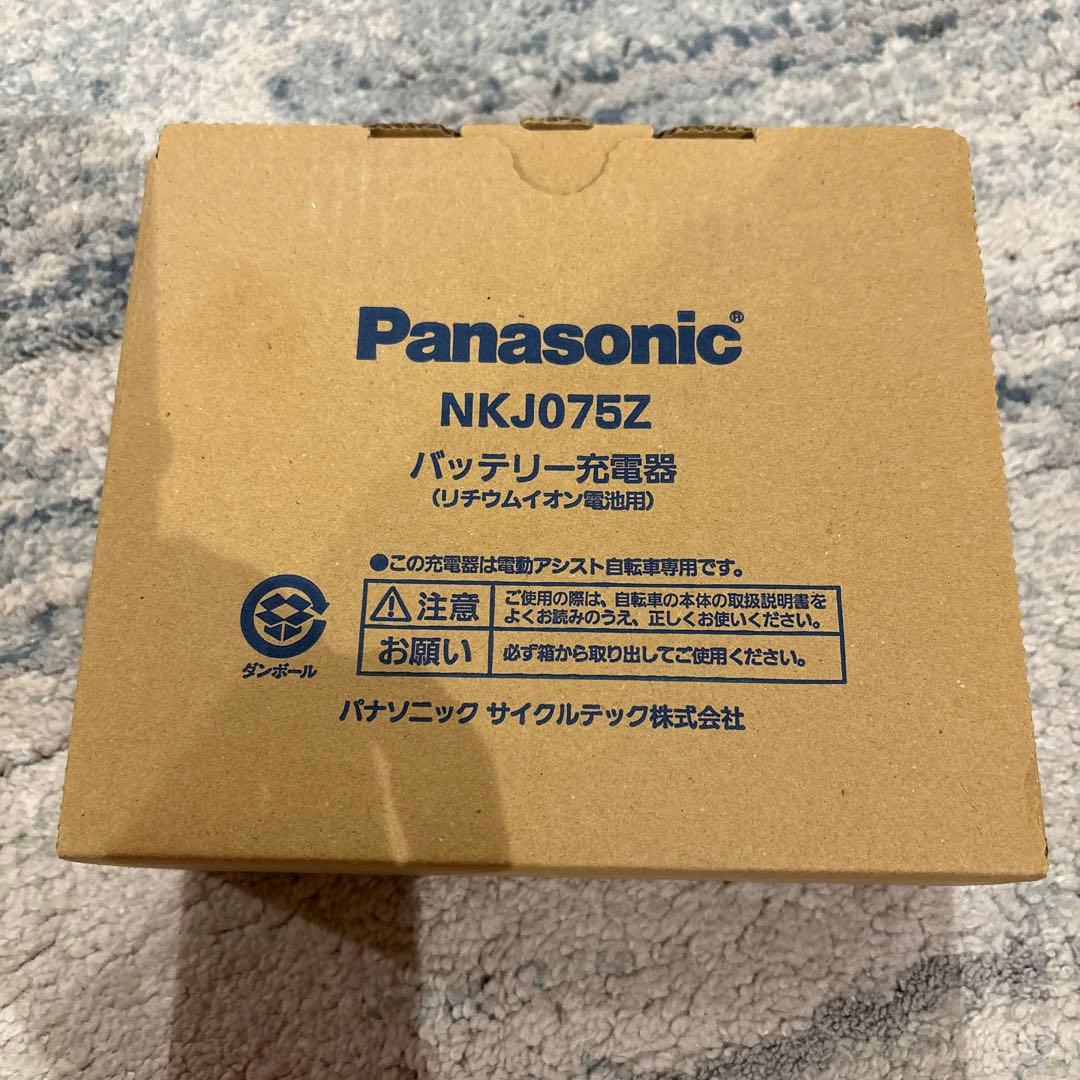 Panasonic®
NKJ075Z
バッテリー充電器
(リチウムイオン電池用)
●この充電器は電動アシスト自転車専用です。
注意
ご使用の際は、自転車の本体の取扱説明書を
よくお読みのうえ、正しくお使いください。
お願い
必ず箱から取り出してご使用ください。
ダンボール
パナソニック サイクルテック株式会社